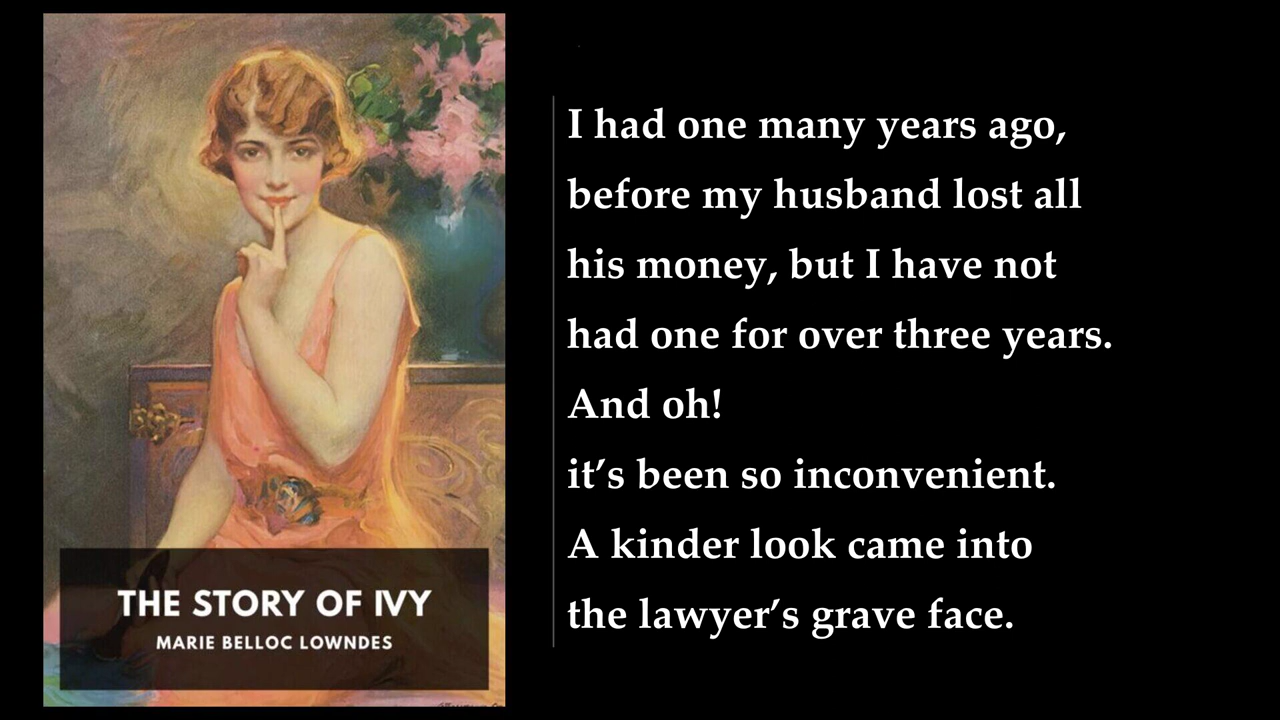 THE STORY OF IVY
MARIE BELLOC LOWNDES
I had one many years ago,
before my husband lost all
his money, but I have not
had one for over three years.
And oh!
it’s been so inconvenient.
A kinder look came into
the lawyer’s grave face.